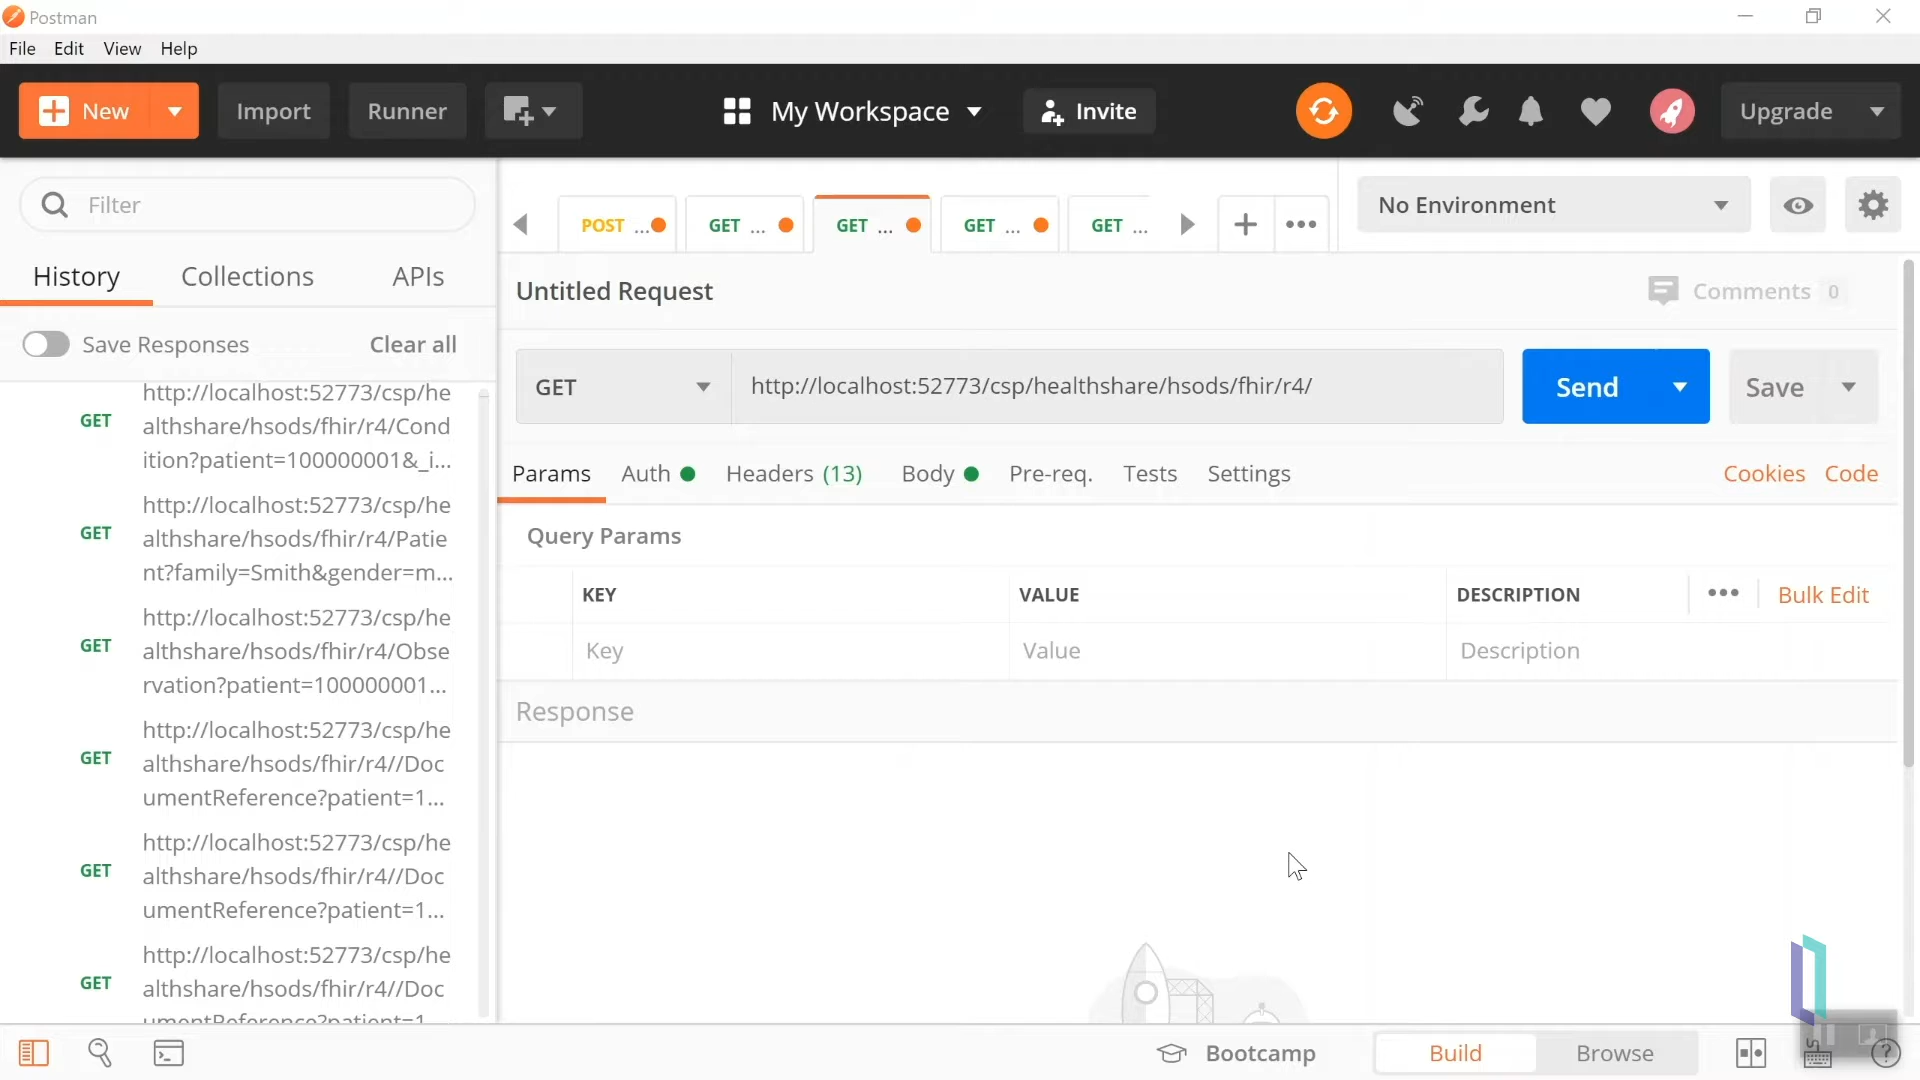 Postman
File Edit View Help
New Import Runner My Workspace Invite Upgrade
Filter
History Collections APIs
Save Responses Clear all
GET
http://localhost:52773/csp/he
althshare/hsods/fhir/r4/Cond
ition?patient=100000001&_i...
GET
http://localhost:52773/csp/he
althshare/hsods/fhir/r4/Patie
nt?family=Smith&gender=m...
GET
http://localhost:52773/csp/he
althshare/hsods/fhir/r4/Obse
rvation?patient=100000001...
GET
http://localhost:52773/csp/he
althshare/hsods/fhir/r4//Doc
umentReference?patient=1...
GET
http://localhost:52773/csp/he
althshare/hsods/fhir/r4//Doc
umentReference?patient=1...
GET
http://localhost:52773/csp/he
althshare/hsods/fhir/r4//Doc
umentReference?patient=1
POST ... GET ... GET ... GET ... GET ...
No Environment
Untitled Request
Comments 0
GET http://localhost:52773/csp/healthshare/hsods/fhir/r4/ Send Save
Params Auth Headers (13) Body Pre-req. Tests Settings Cookies Code
Query Params
KEY VALUE DESCRIPTION Bulk Edit
Key Value Description
Response
Bootcamp Build Browse